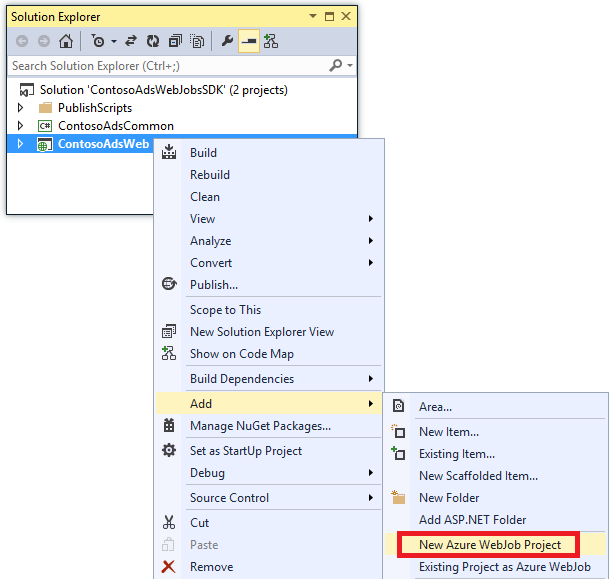 Solution Explorer
Search Solution Explorer (Ctrl+;)
Solution 'ContosoAdsWebJobsSDK' (2 projects)
PublishScripts
C# ContosoAdsCommon
ContosoAdsWeb
Build
Rebuild
Clean
View
Analyze
Convert
Publish...
Scope to This
New Solution Explorer View
Show on Code Map
Build Dependencies
Add
Manage NuGet Packages...
Set as StartUp Project
Debug
Source Control
Cut
Paste
Remove
Area...
New Item...
Existing Item...
New Scaffolded Item...
New Folder
Add ASP.NET Folder
New Azure WebJob Project
Existing Project as Azure WebJob